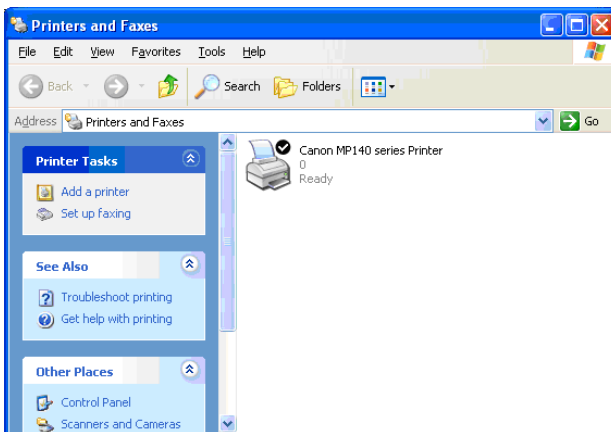 Printers and Faxes
File Edit View Favorites Tools Help
Back Search Folders
Address Printers and Faxes Go
Printer Tasks
Add a printer
Set up faxing
See Also
Troubleshoot printing
Get help with printing
Other Places
Control Panel
Scanners and Cameras
Canon MP140 series Printer
0
Ready